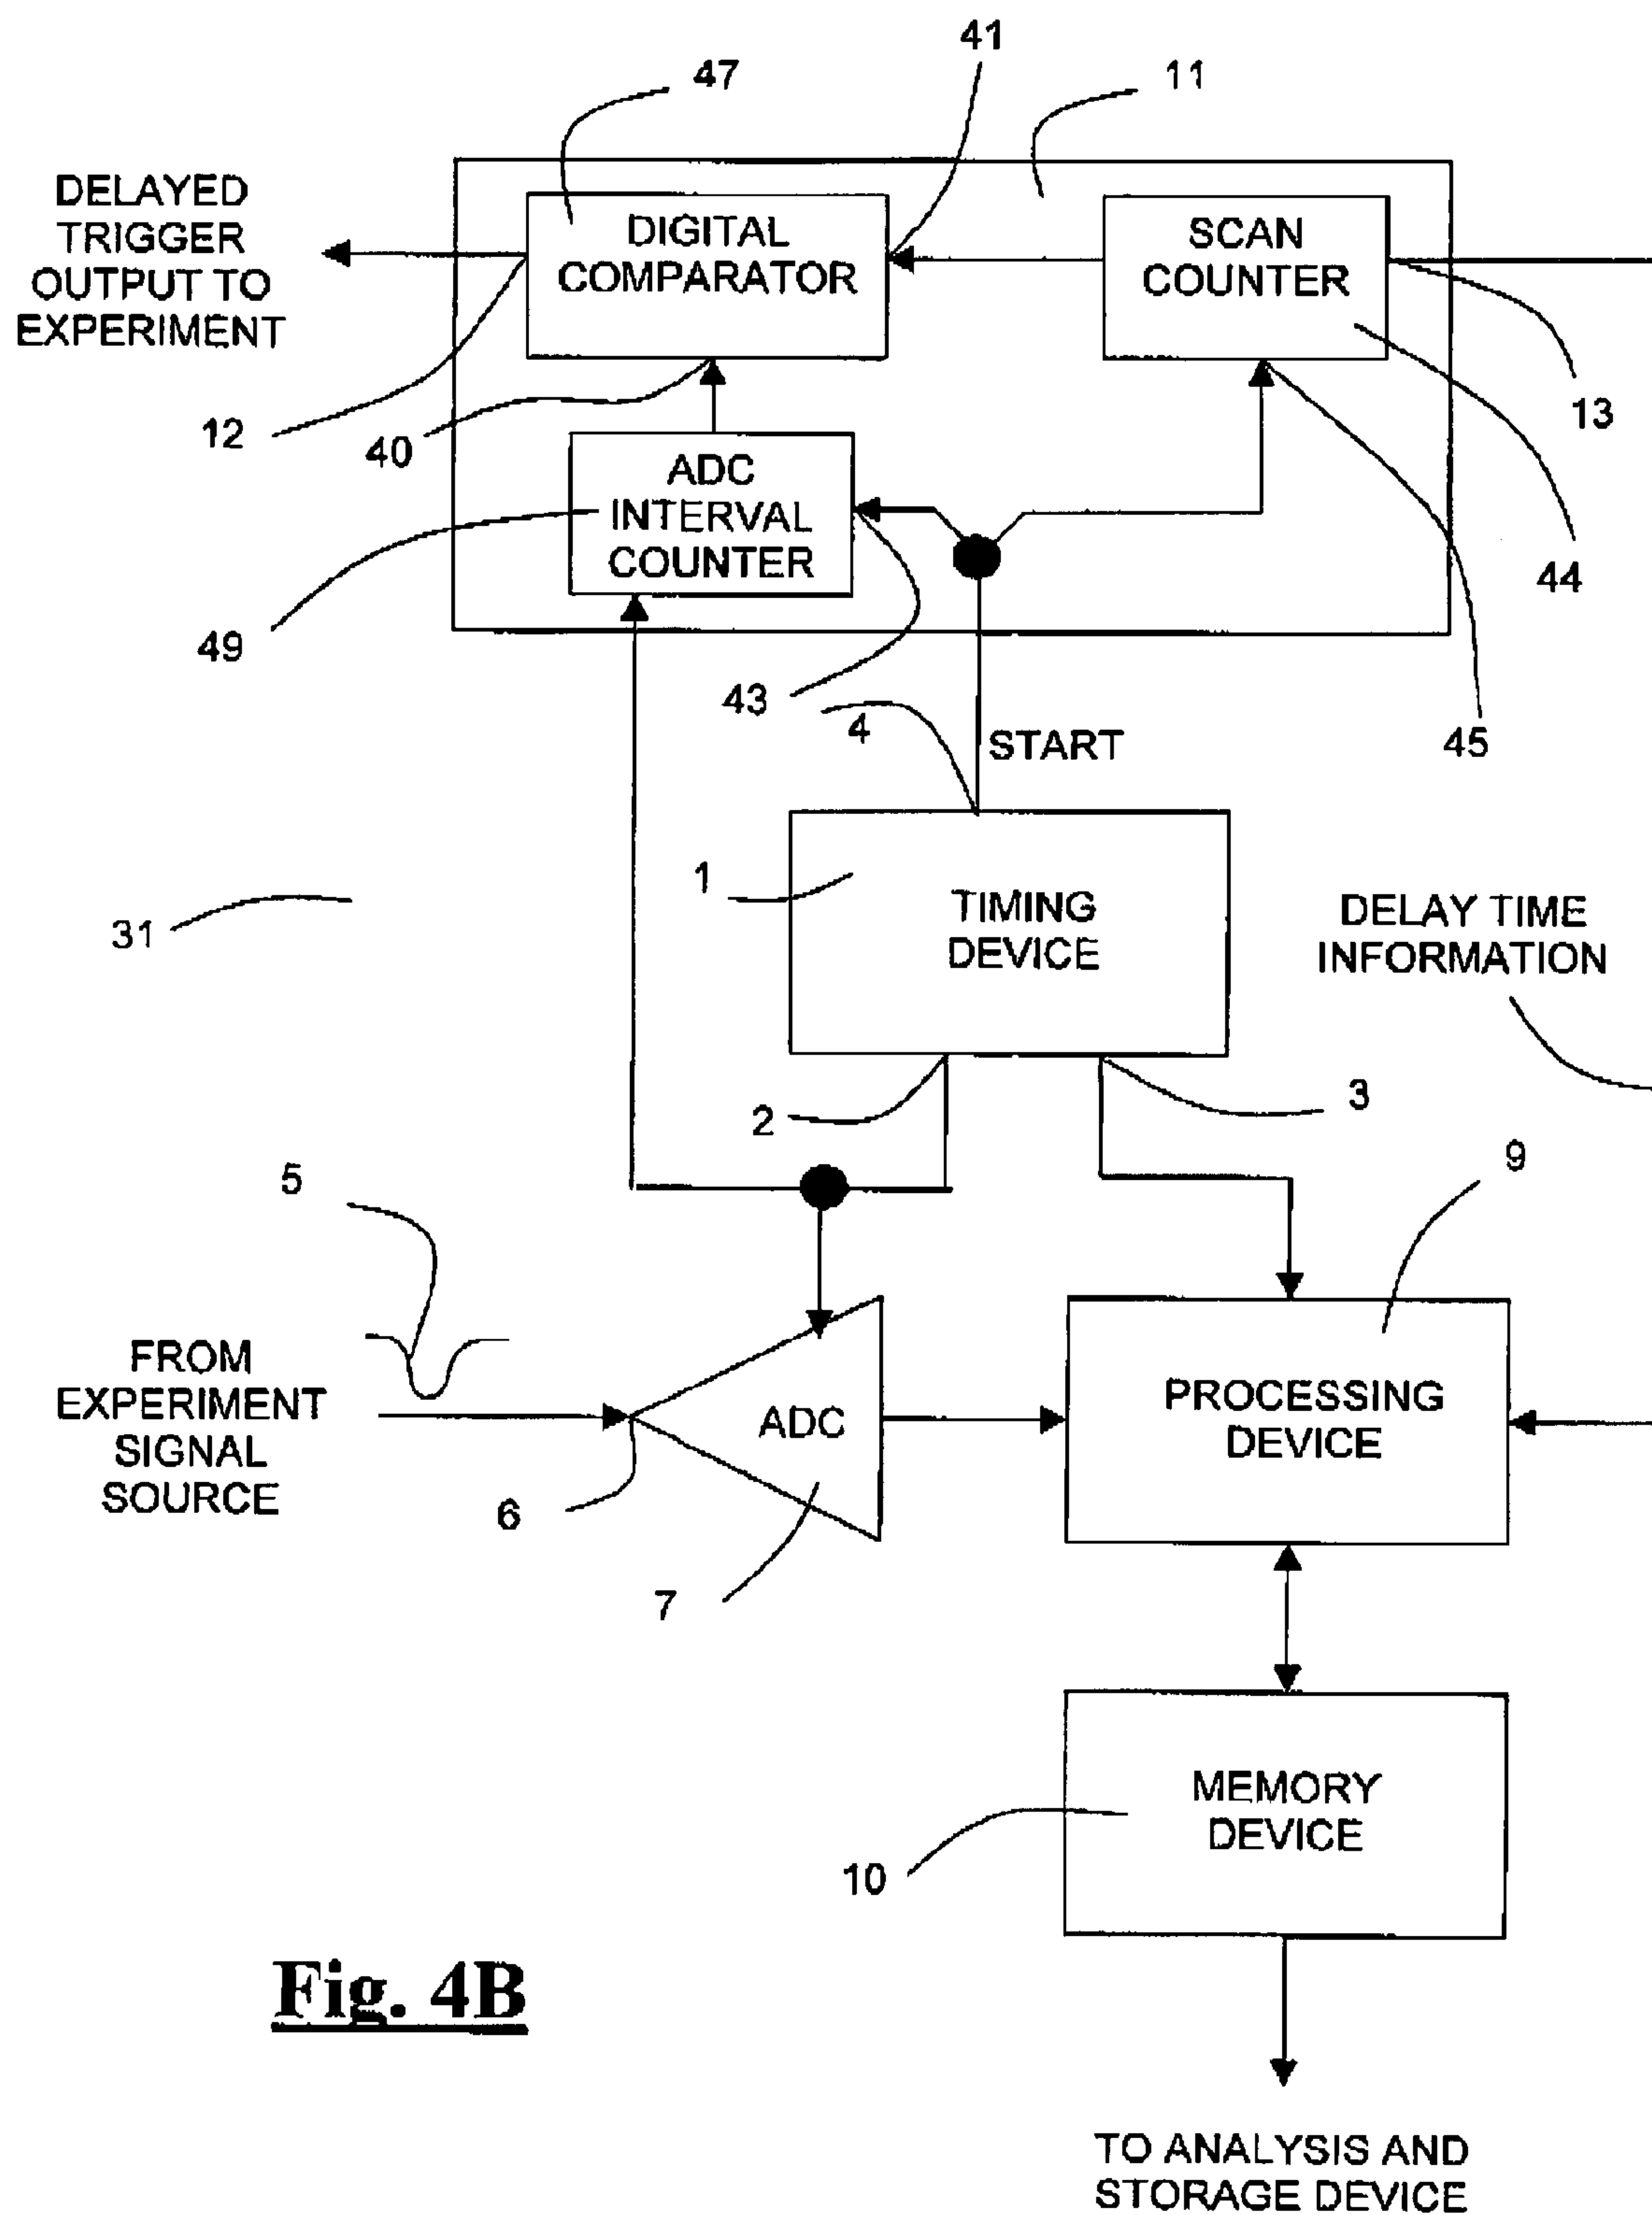 41
47
11
DELAYED
TRIGGER
OUTPUT TO
EXPERIMENT
DIGITAL
COMPARATOR
SCAN
COUNTER
12
40
13
ADC
INTERVAL
COUNTER
44
49
43
4
START
45
1
TIMING
DEVICE
31
DELAY TIME
INFORMATION
2
3
5
9
FROM
EXPERIMENT
SIGNAL
SOURCE
ADC
PROCESSING
DEVICE
6
7
MEMORY
DEVICE
10
Fig. 4B
TO ANALYSIS AND
STORAGE DEVICE